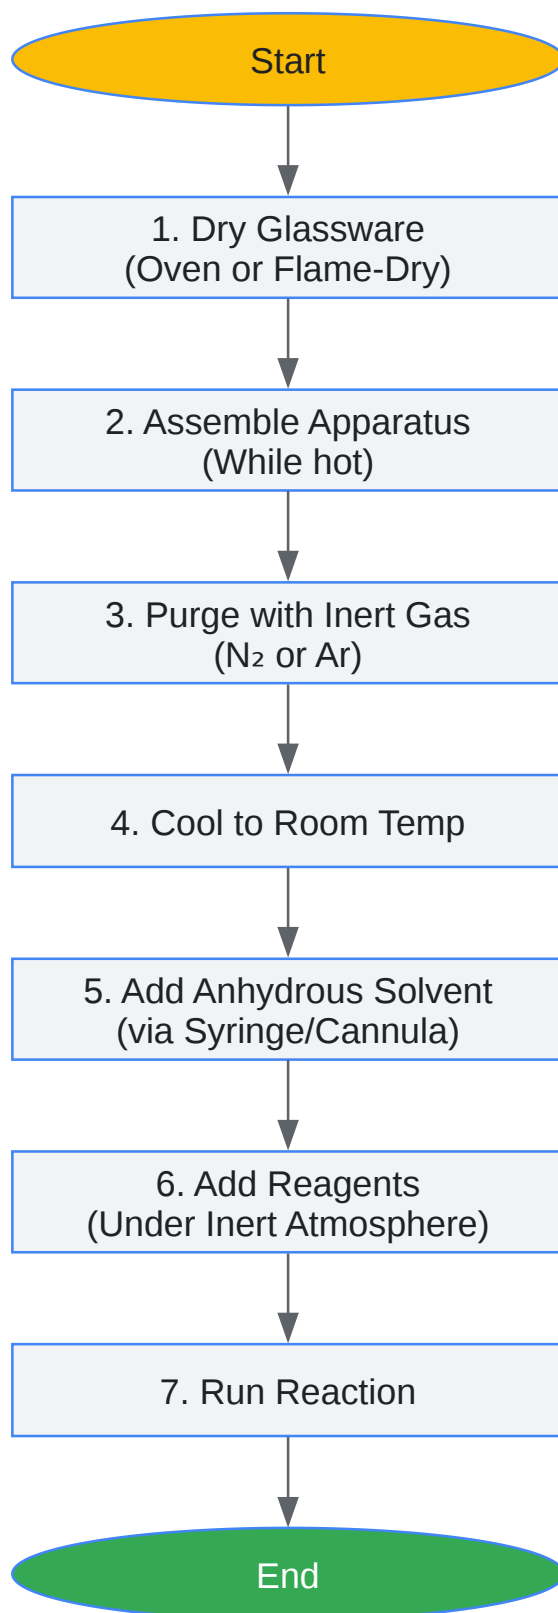 Start
1. Dry Glassware
(Oven or Flame-Dry)
2. Assemble Apparatus
(While hot)
3. Purge with Inert Gas
(N₂ or Ar)
4. Cool to Room Temp
5. Add Anhydrous Solvent
(via Syringe/Cannula)
6. Add Reagents
(Under Inert Atmosphere)
7. Run Reaction
End